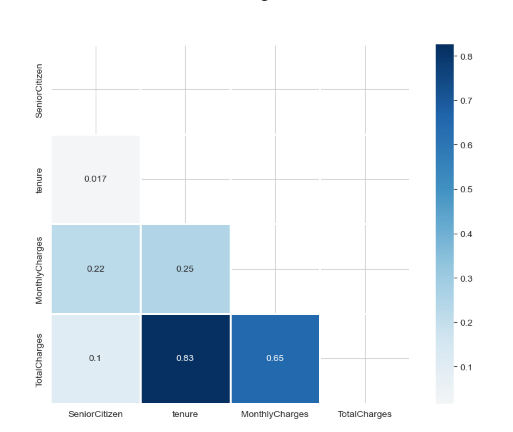 SeniorCitizen
tenure
MonthlyCharges
TotalCharges
0.017
0.22 0.25
0.1 0.83 0.65
SeniorCitizen tenure MonthlyCharges TotalCharges
0.8
0.7
0.6
0.5
0.4
0.3
0.2
0.1